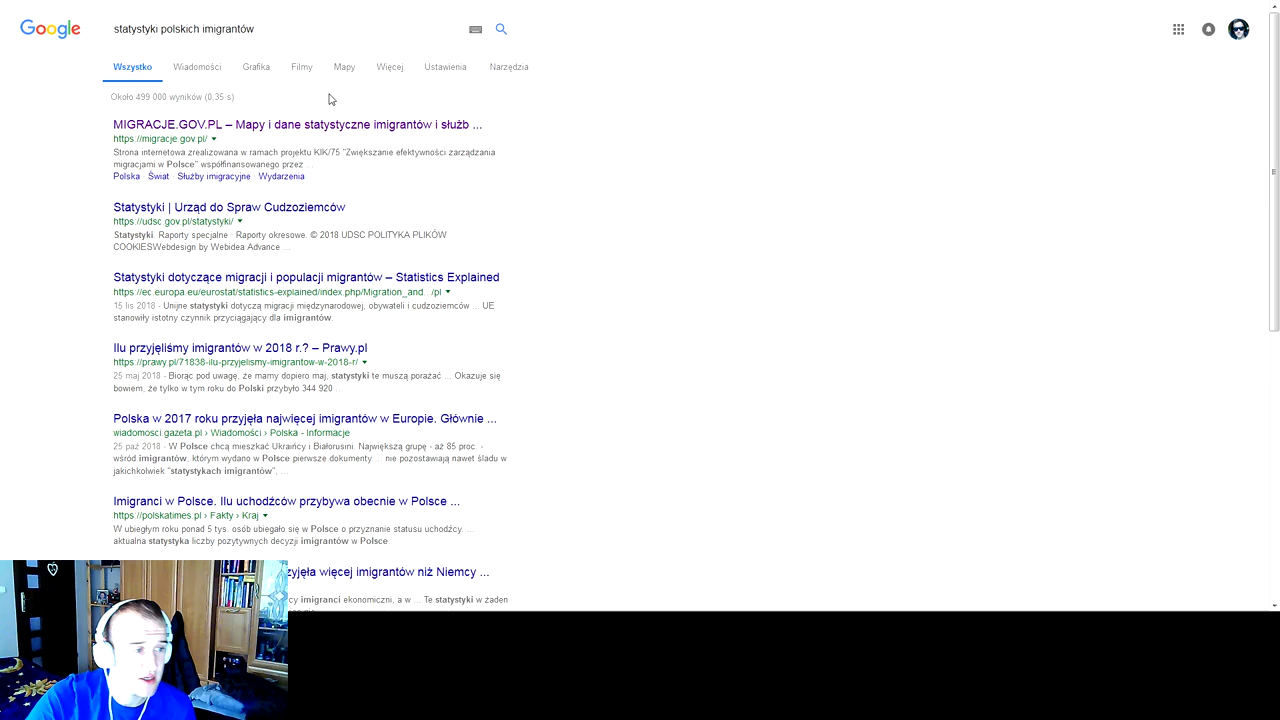 Google
statystyki polskich imigrantów
Wszystko Wiadomości Grafika Filmy Mapy Więcej Ustawienia Narzędzia
Około 499 000 wyników (0,35 s)
MIGRACJE.GOV.PL – Mapy i dane statystyczne imigrantów i służb ...
https://migracje.gov.pl/
Strona internetowa zrealizowana w ramach projektu KIK/75 "Zwiększanie efektywności zarządzania
migracjami w Polsce" współfinansowanego przez ...
Polska · Świat · Służby imigracyjne · Wydarzenia
Statystyki | Urząd do Spraw Cudzoziemców
https://udsc.gov.pl/statystyki/
Statystyki. Raporty specjalne · Raporty okresowe. © 2018 UDSC POLITYKA PLIKÓW
COOKIESWebdesign by Webidea Advance ...
Statystyki dotyczące migracji i populacji migrantów – Statistics Explained
https://ec.europa.eu/eurostat/statistics-explained/index.php/Migration_and.../pl
15 lis 2018 - Unijne statystyki dotyczą migracji międzynarodowej, obywateli i cudzoziemców ... UE
stanowiły istotny czynnik przyciągający dla imigrantów.
Ilu przyjęliśmy imigrantów w 2018 r.? – Prawy.pl
https://prawy.pl/71838-ilu-przyjelismy-imigrantow-w-2018-r/
25 maj 2018 - Biorąc pod uwagę, że mamy dopiero maj, statystyki te muszą porażać ... Okazuje się
bowiem, że tylko w tym roku do Polski przybyło 344 920 ...
Polska w 2017 roku przyjęła najwięcej imigrantów w Europie. Głównie ...
wiadomosci.gazeta.pl › Wiadomości › Polska - Informacje
25 paź 2018 - W Polsce chcą mieszkać Ukraińcy i Białorusini. Największą grupę - aż 85 proc. -
wśród imigrantów, którym wydano w Polsce pierwsze dokumenty ... nie pozostawiają nawet śladu w
jakichkolwiek "statystykach imigrantów", ...
Imigranci w Polsce. Ilu uchodźców przybywa obecnie w Polsce ...
https://polskatimes.pl › Fakty › Kraj
W ubiegłym roku ponad 5 tys. osób ubiegało się w Polsce o przyznanie statusu uchodźcy. ...
aktualna statystyka liczby pozytywnych decyzji imigrantów w Polsce.
zyjęła więcej imigrantów niż Niemcy ...
cy imigranci ekonomiczni, a w ... Te statystyki w żaden